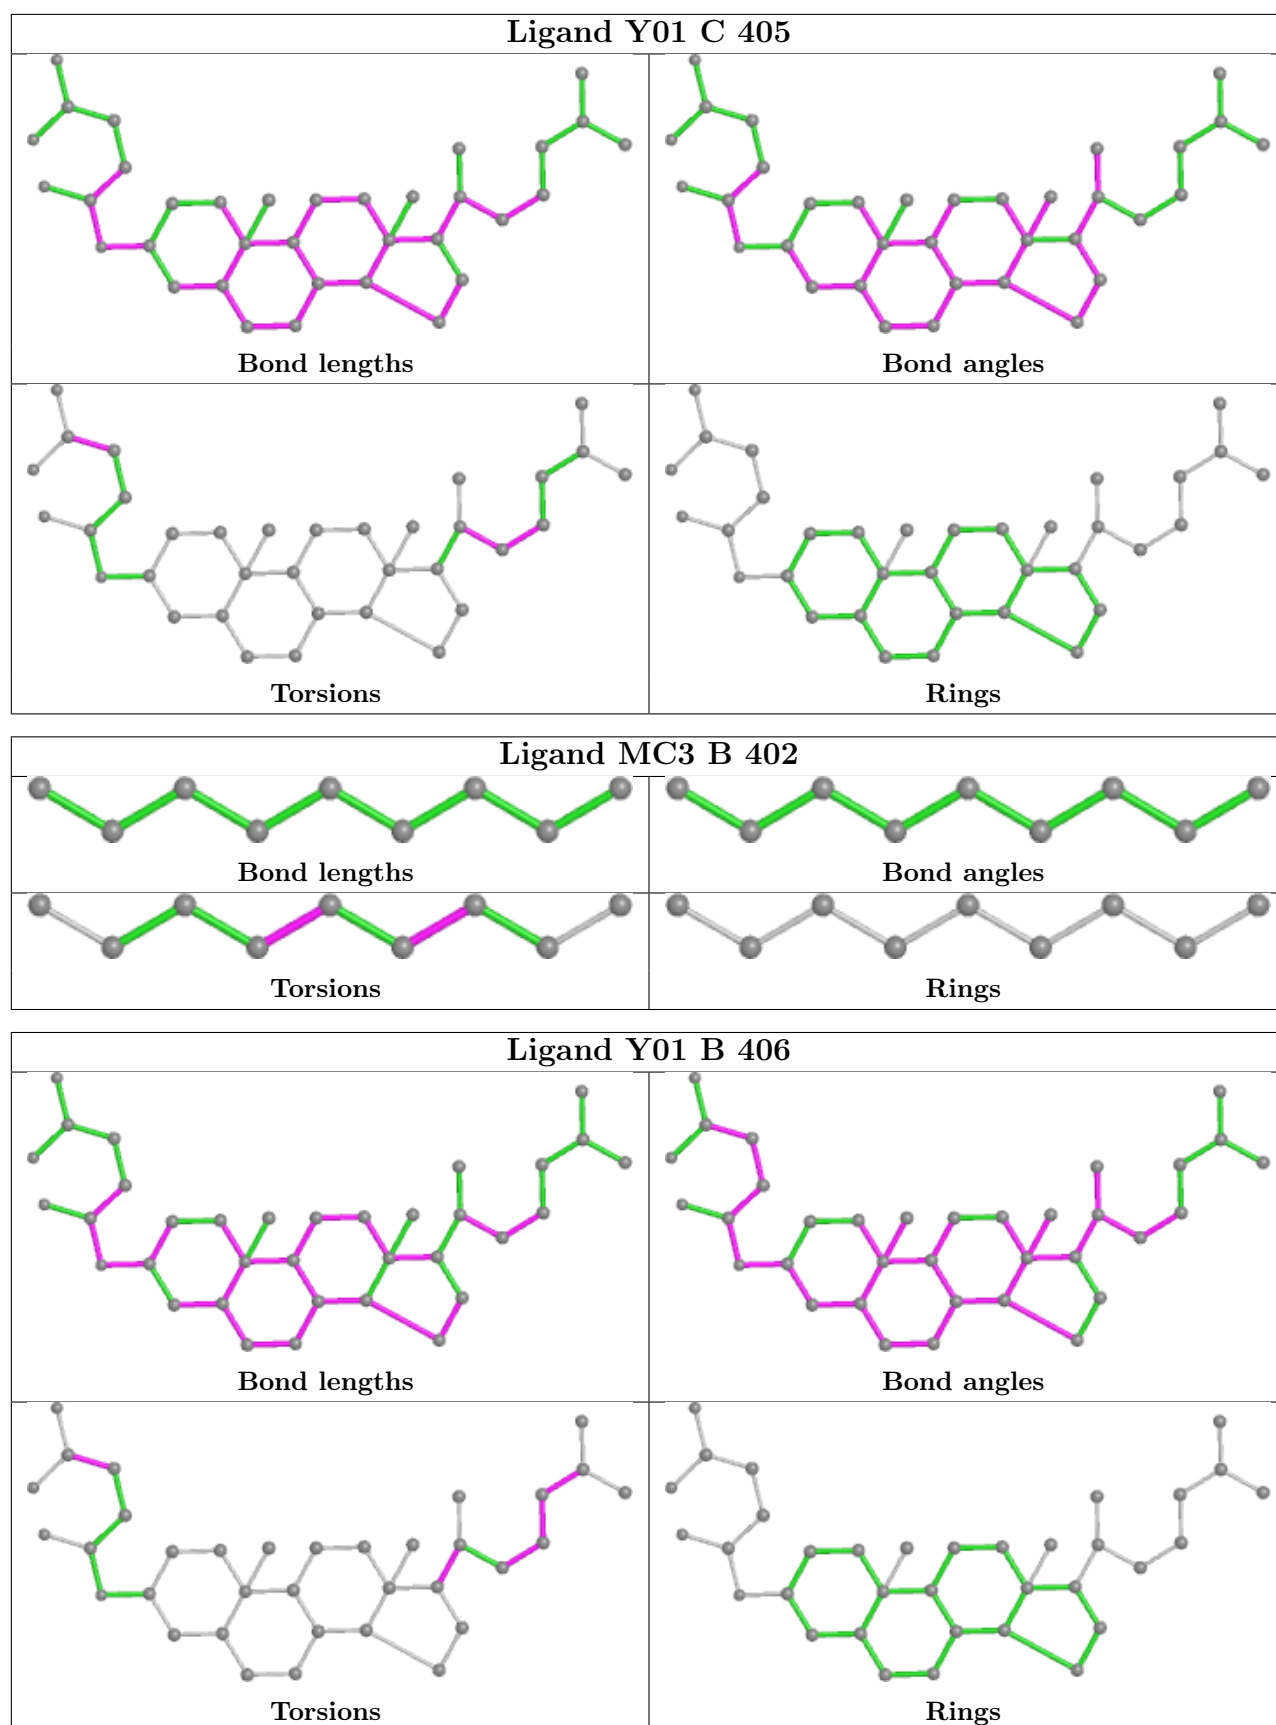 Ligand Y01 C 405
Bond lengths
Bond angles
Torsions
Rings
Ligand MC3 B 402
Bond lengths
Bond angles
Torsions
Rings
Ligand Y01 B 406
Bond lengths
Bond angles
Torsions
Rings